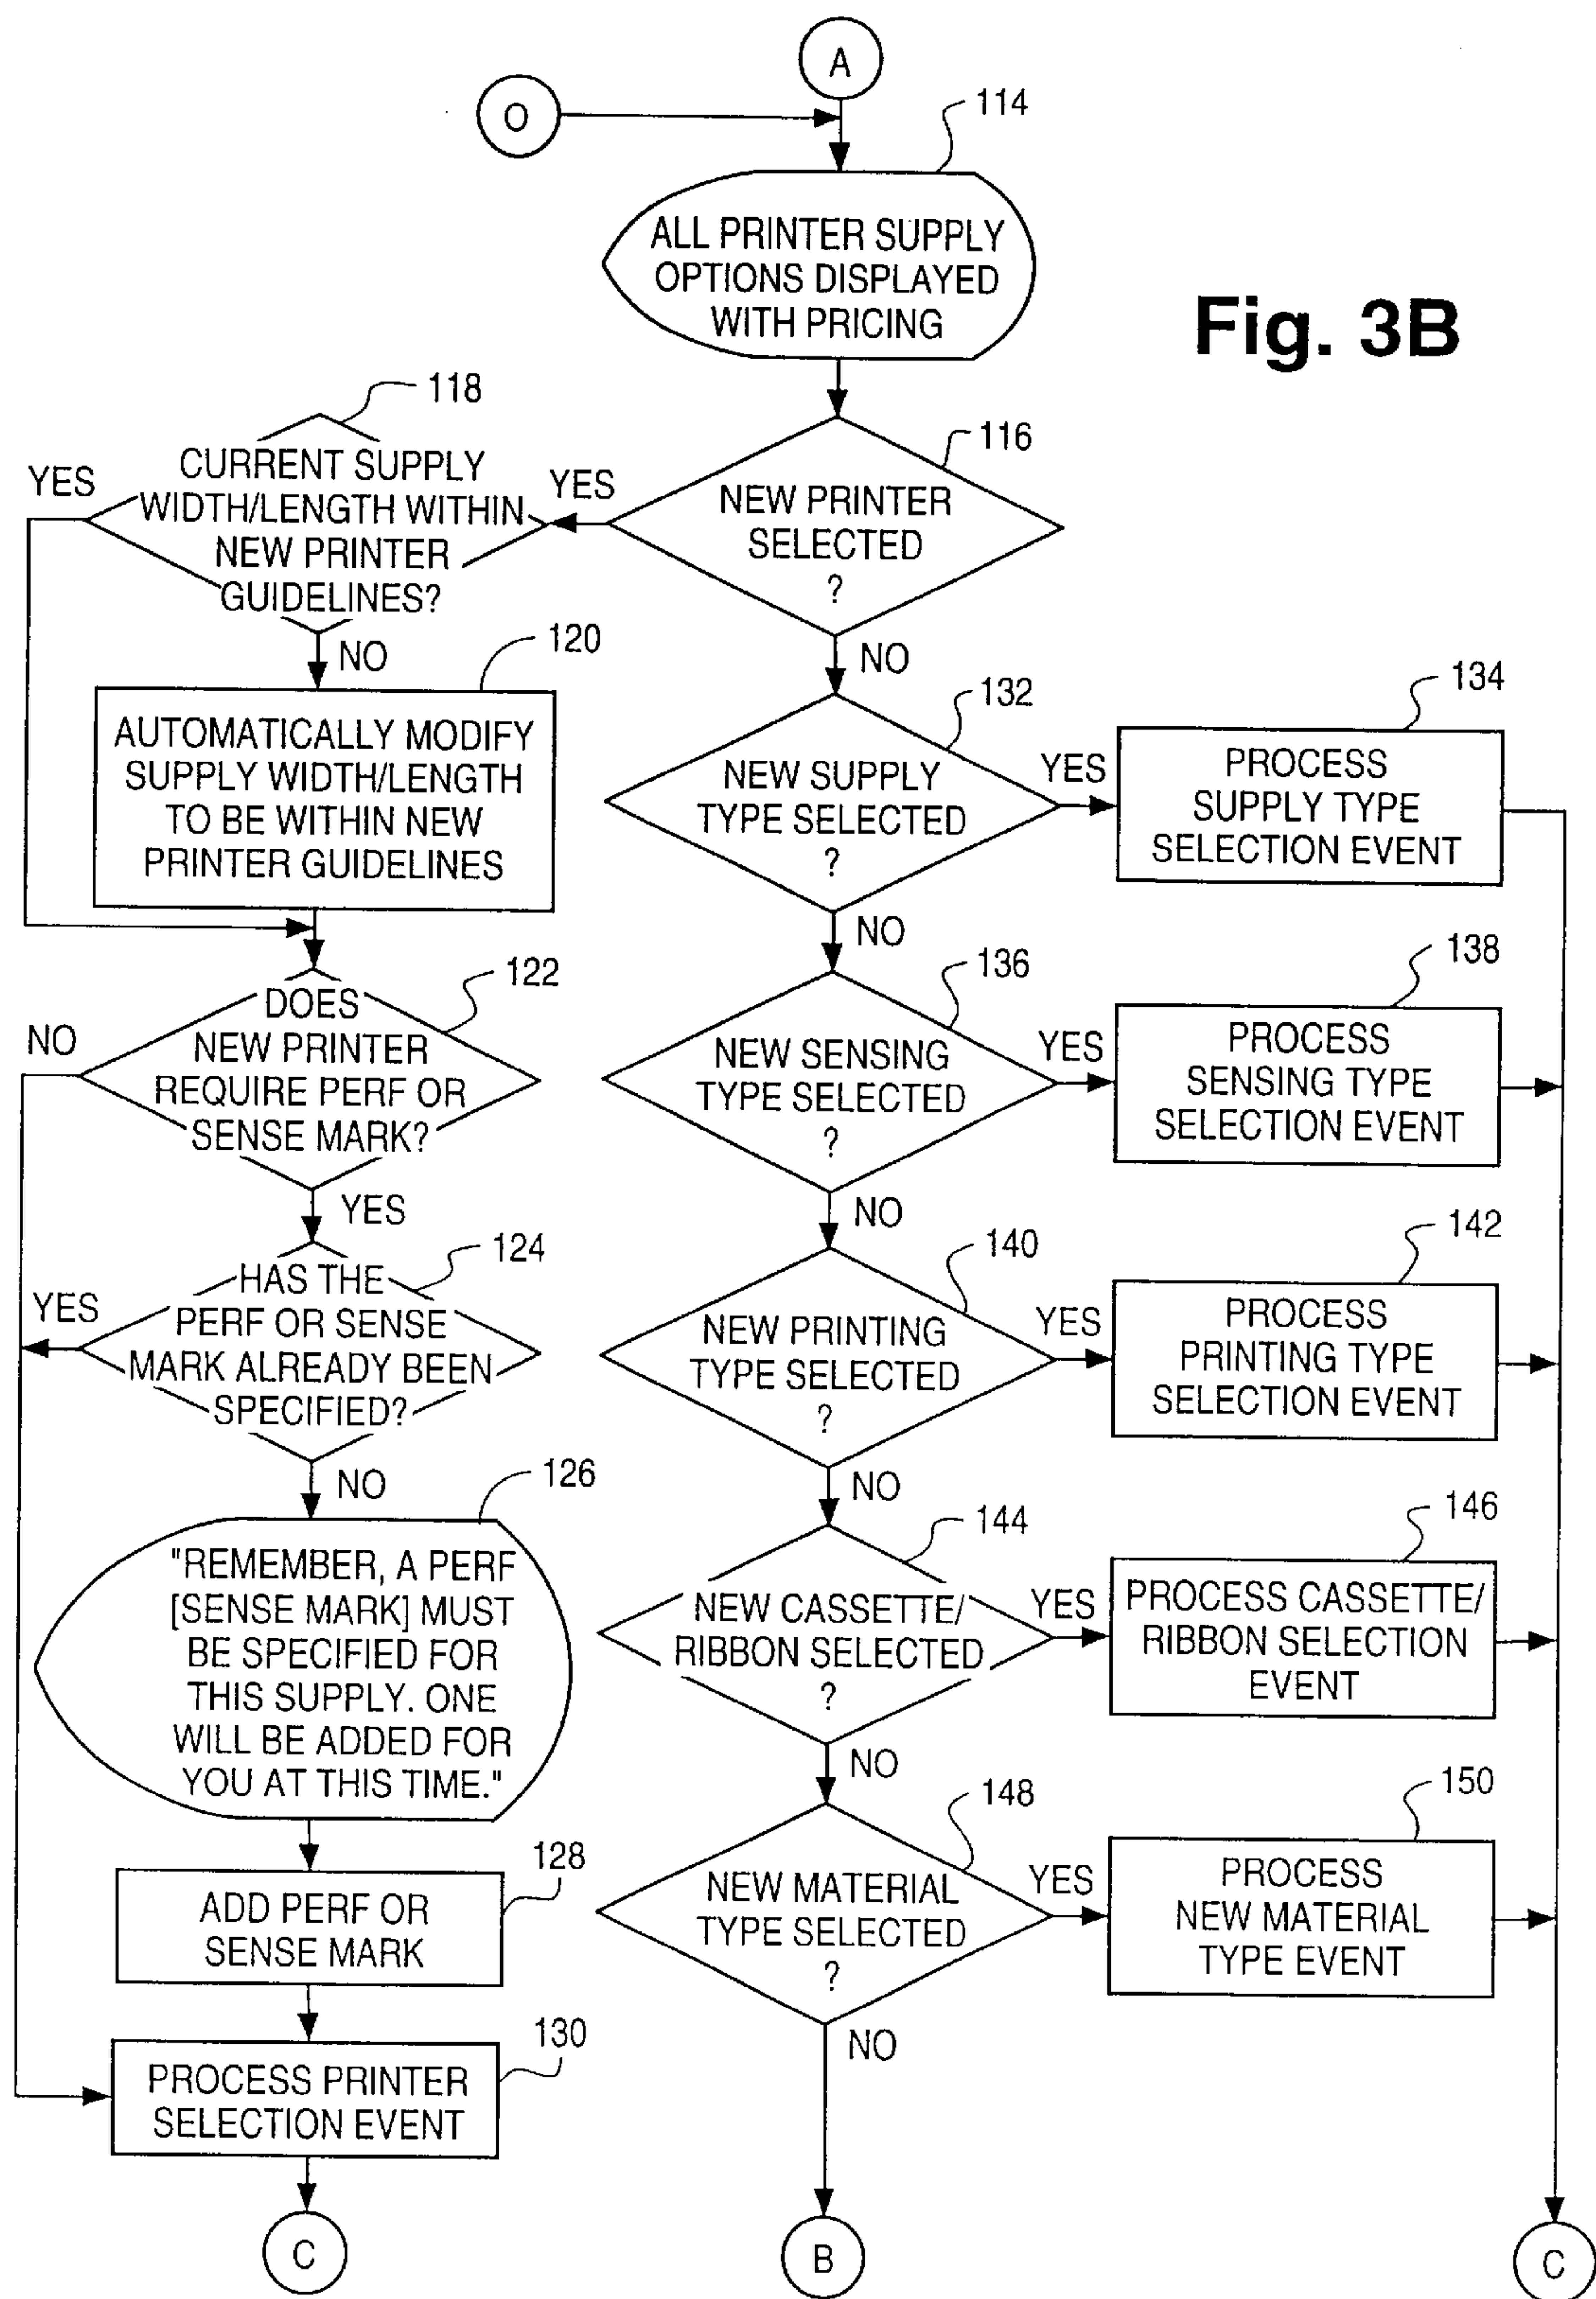 A
O
114
ALL PRINTER SUPPLY
OPTIONS DISPLAYED
WITH PRICING
Fig. 3B
118
CURRENT SUPPLY
WIDTH/LENGTH WITHIN
NEW PRINTER
GUIDELINES?
YES
YES
116
NEW PRINTER
SELECTED
?
NO
NO
120
AUTOMATICALLY MODIFY
SUPPLY WIDTH/LENGTH
TO BE WITHIN NEW
PRINTER GUIDELINES
132
NEW SUPPLY
TYPE SELECTED
?
YES
134
PROCESS
SUPPLY TYPE
SELECTION EVENT
NO
122
DOES
NEW PRINTER
REQUIRE PERF OR
SENSE MARK?
NO
YES
136
NEW SENSING
TYPE SELECTED
?
YES
138
PROCESS
SENSING TYPE
SELECTION EVENT
NO
124
HAS THE
PERF OR SENSE
MARK ALREADY BEEN
SPECIFIED?
YES
NO
140
NEW PRINTING
TYPE SELECTED
?
YES
142
PROCESS
PRINTING TYPE
SELECTION EVENT
NO
126
"REMEMBER, A PERF
[SENSE MARK] MUST
BE SPECIFIED FOR
THIS SUPPLY. ONE
WILL BE ADDED FOR
YOU AT THIS TIME."
144
NEW CASSETTE/
RIBBON SELECTED
?
YES
146
PROCESS CASSETTE/
RIBBON SELECTION
EVENT
NO
128
ADD PERF OR
SENSE MARK
148
NEW MATERIAL
TYPE SELECTED
?
YES
150
PROCESS
NEW MATERIAL
TYPE EVENT
NO
130
PROCESS PRINTER
SELECTION EVENT
C
B
C